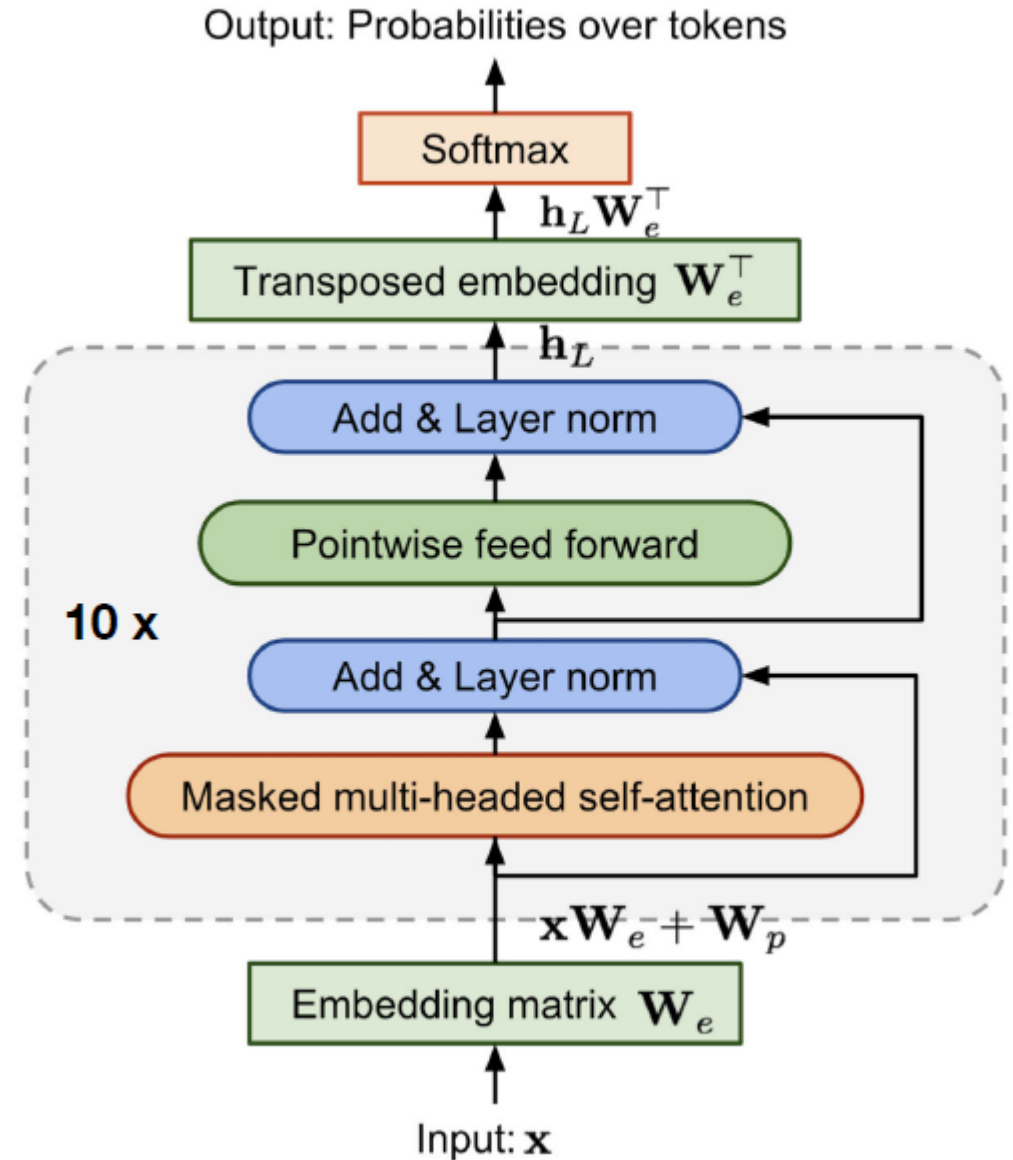 Output: Probabilities over tokens
Softmax
h_L W_e^⊤
Transposed embedding W_e^⊤
h_L
Add & Layer norm
Pointwise feed forward
10 x
Add & Layer norm
Masked multi-headed self-attention
xW_e + W_p
Embedding matrix W_e
Input: x